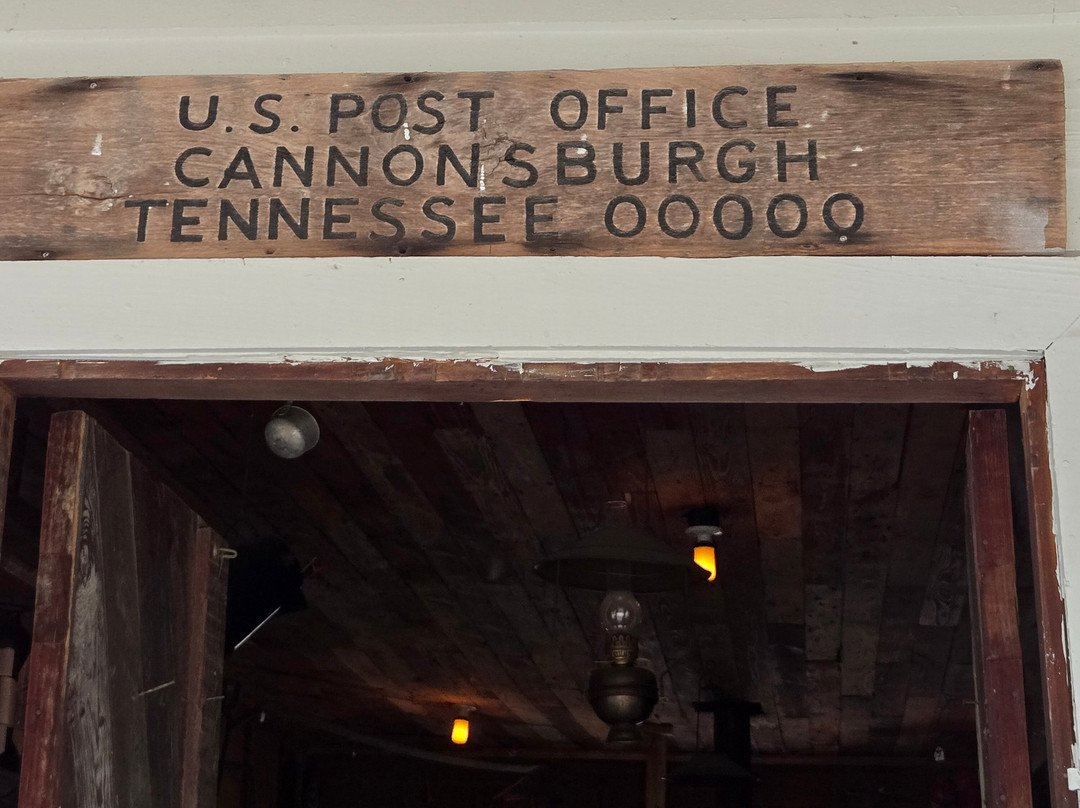 U.S. POST OFFICE
CANNONSBURGH
TENNESSEE 00000